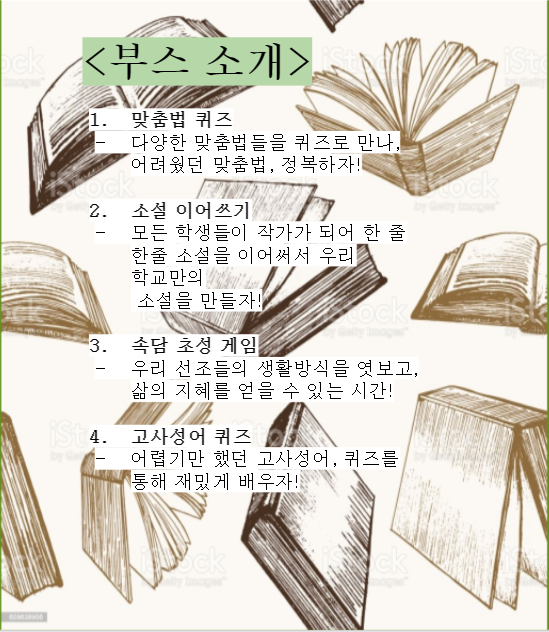 <부스 소개>
1. 맞춤법 퀴즈
- 다양한 맞춤법들을 퀴즈로 만나,
어려웠던 맞춤법, 정복하자!
2. 소설 이어쓰기
- 모든 학생들이 작가가 되어 한 줄
한줄 소설을 이어써서 우리
학교만의
소설을 만들자!
3. 속담 초성 게임
- 우리 선조들의 생활방식을 엿보고,
삶의 지혜를 얻을 수 있는 시간!
4. 고사성어 퀴즈
- 어렵기만 했던 고사성어, 퀴즈를
통해 재밌게 배우자!
iStock
by Getty Images™